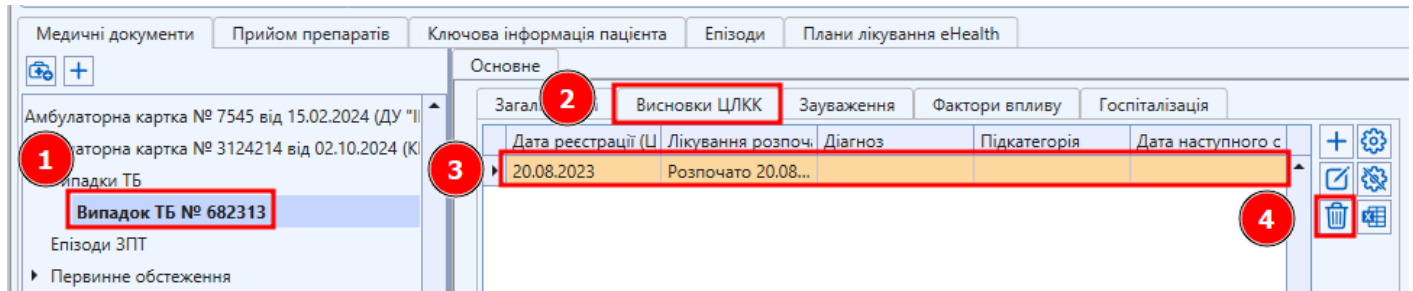 Медичні документи Прийом препаратів Ключова інформація пацієнта Епізоди Плани лікування eHealth
Основне
2 Висновки ЦЛКК Зауваження Фактори впливу Госпіталізація
Амбулаторна картка № 7545 від 15.02.2024 (ДУ
Дата реєстрації (Ц Лікування розпоч Діагноз Підкатегорія Дата наступного с
1 картка № 3124214 від 02.10.2024
3 20.08.2023 Розпочато 20.08...
ТБ
Випадок ТБ № 682313
4
Епізоди ЗПТ
Первинне обстеження